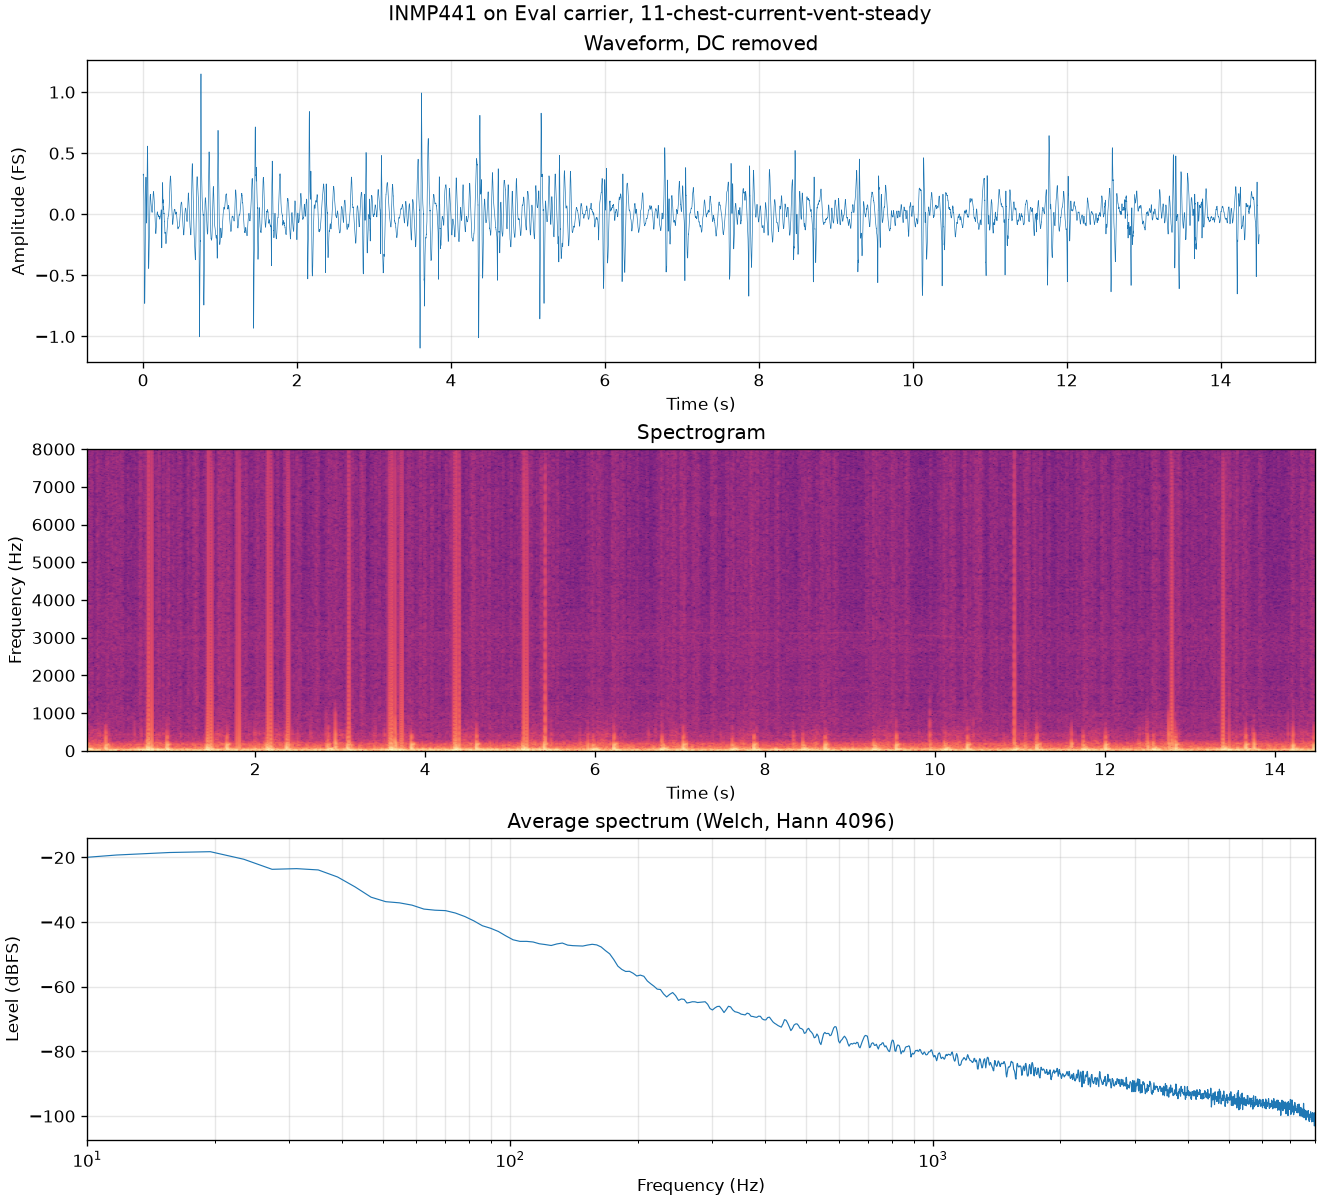 INMP441 on Eval carrier, 11-chest-current-vent-steady
Waveform, DC removed
1.0
0.5
0.0
−0.5
−1.0
Amplitude (FS)
0 2 4 6 8 10 12 14
Time (s)
Spectrogram
8000
7000
6000
5000
4000
3000
2000
1000
0
Frequency (Hz)
2 4 6 8 10 12 14
Time (s)
Average spectrum (Welch, Hann 4096)
−20
−40
−60
−80
−100
Level (dBFS)
10¹ 10² 10³
Frequency (Hz)